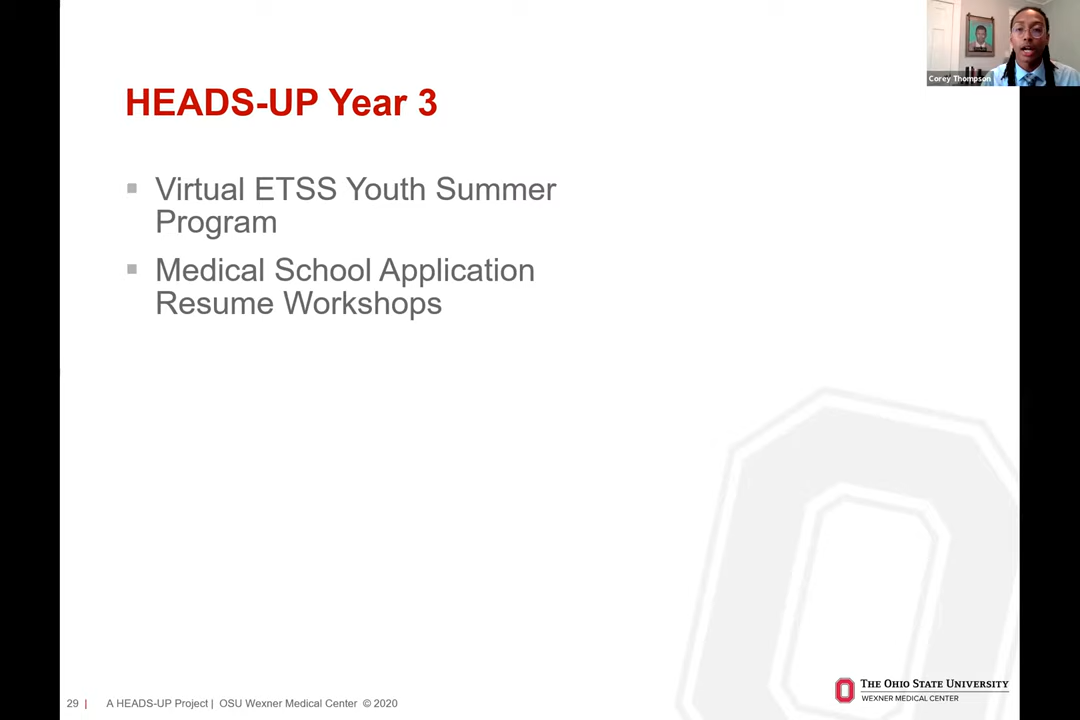 Corey Thompson
HEADS-UP Year 3
Virtual ETSS Youth Summer
Program
Medical School Application
Resume Workshops
29 | A HEADS-UP Project | OSU Wexner Medical Center © 2020
THE OHIO STATE UNIVERSITY
WEXNER MEDICAL CENTER